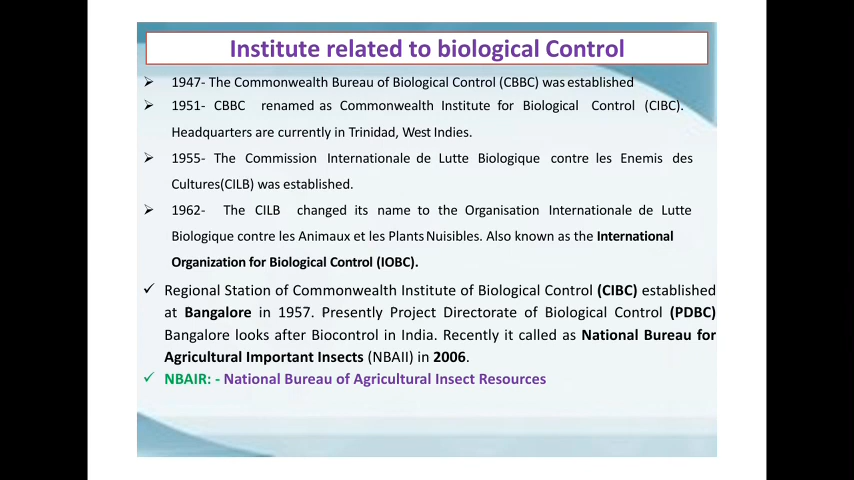 Institute related to biological Control
➢ 1947- The Commonwealth Bureau of Biological Control (CBBC) was established
➢ 1951- CBBC renamed as Commonwealth Institute for Biological Control (CIBC).
Headquarters are currently in Trinidad, West Indies.
➢ 1955- The Commission Internationale de Lutte Biologique contre les Enemis des
Cultures(CILB) was established.
➢ 1962- The CILB changed its name to the Organisation Internationale de Lutte
Biologique contre les Animaux et les Plants Nuisibles. Also known as the International
Organization for Biological Control (IOBC).
✓ Regional Station of Commonwealth Institute of Biological Control (CIBC) established
at Bangalore in 1957. Presently Project Directorate of Biological Control (PDBC)
Bangalore looks after Biocontrol in India. Recently it called as National Bureau for
Agricultural Important Insects (NBAII) in 2006.
✓ NBAIR: - National Bureau of Agricultural Insect Resources